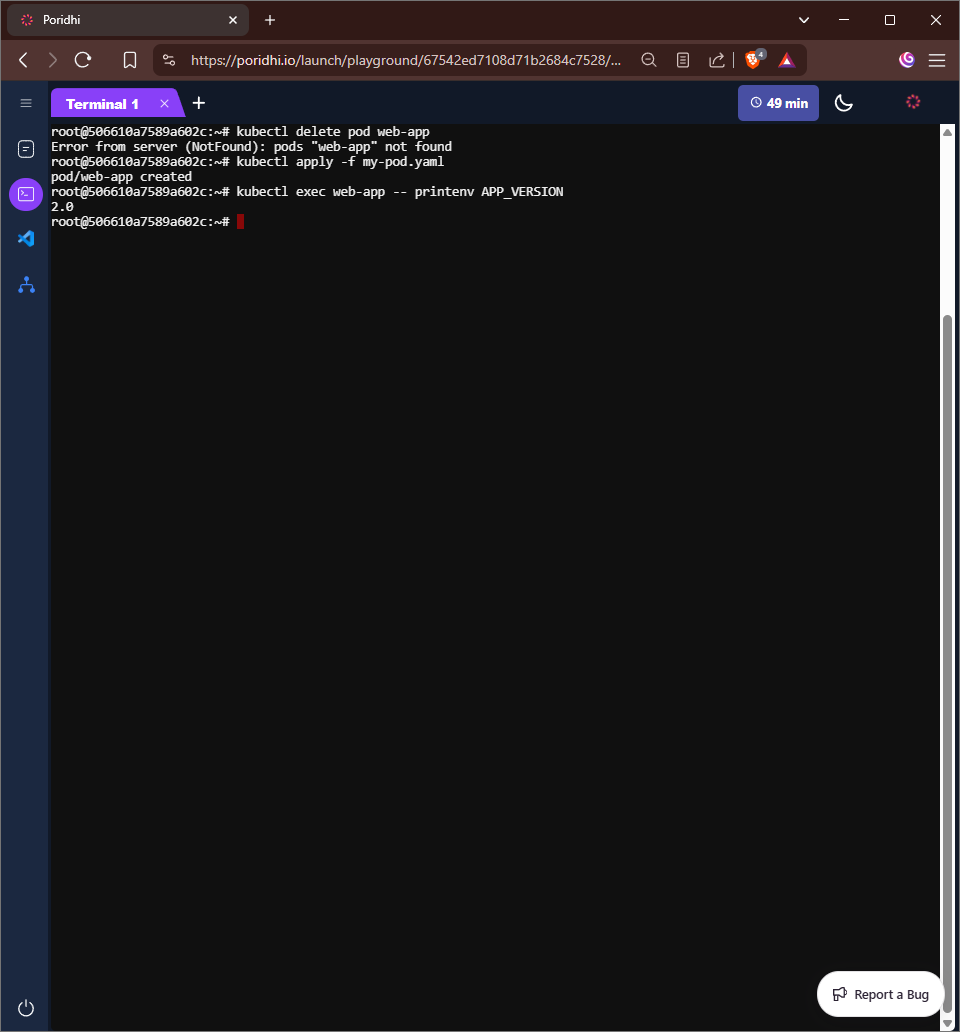 Poridhi
https://poridhi.io/launch/playground/67542ed7108d71b2684c7528/...
4
Terminal 1
49 min
root@506610a7589a602c:~# kubectl delete pod web-app
Error from server (NotFound): pods "web-app" not found
root@506610a7589a602c:~# kubectl apply -f my-pod.yaml
pod/web-app created
root@506610a7589a602c:~# kubectl exec web-app -- printenv APP_VERSION
2.0
root@506610a7589a602c:~#
Report a Bug